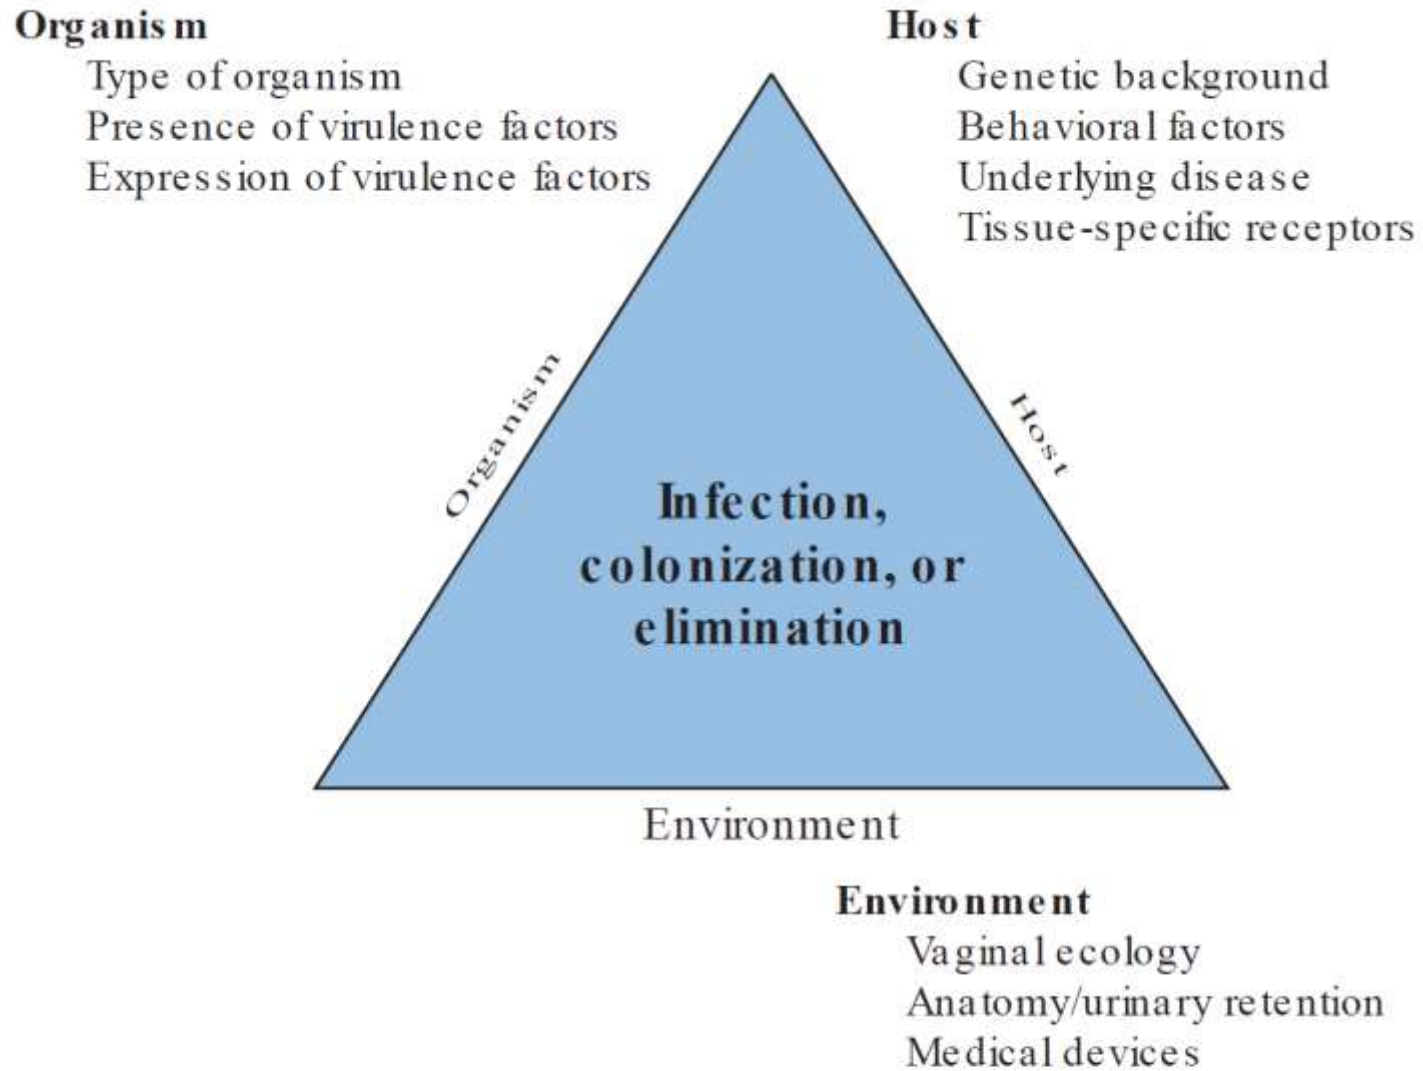 Organism
Type of organism
Presence of virulence factors
Expression of virulence factors
Host
Genetic background
Behavioral factors
Underlying disease
Tissue-specific receptors
Organism
Host
Infection,
colonization, or
elimination
Environment
Environment
Vaginal ecology
Anatomy/urinary retention
Medical devices